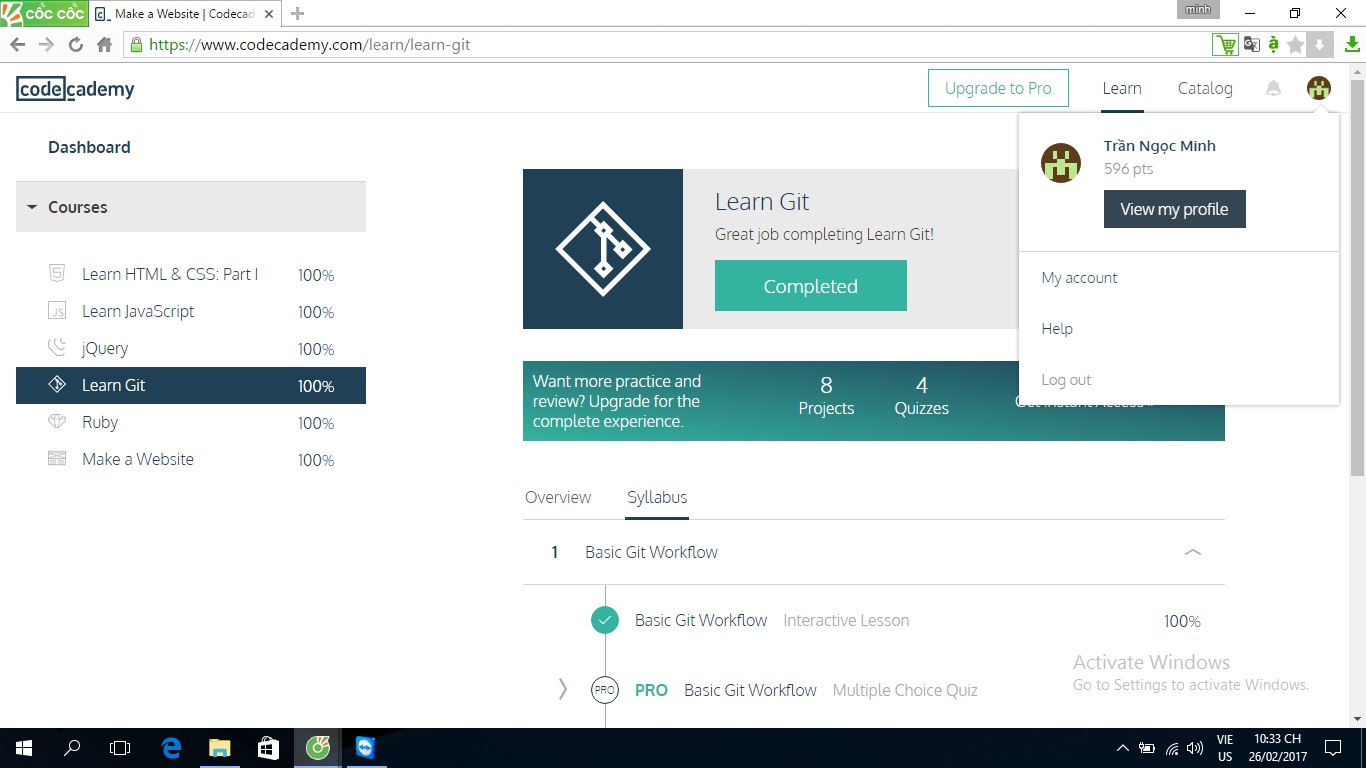 CỐC CỐC
Make a Website | Codecad
minh
https://www.codecademy.com/learn/learn-git
codecademy
Upgrade to Pro
Learn
Catalog
Dashboard
Courses
Learn HTML & CSS: Part I 100%
Learn JavaScript 100%
jQuery 100%
Learn Git 100%
Ruby 100%
Make a Website 100%
Learn Git
Great job completing Learn Git!
Completed
Trần Ngọc Minh
596 pts
View my profile
My account
Help
Log out
Want more practice and
review? Upgrade for the
complete experience.
8
Projects
4
Quizzes
Get Instant Access
Overview
Syllabus
1 Basic Git Workflow
Basic Git Workflow Interactive Lesson 100%
PRO PRO Basic Git Workflow Multiple Choice Quiz
Activate Windows
Go to Settings to activate Windows.
VIE
US
10:33 CH
26/02/2017